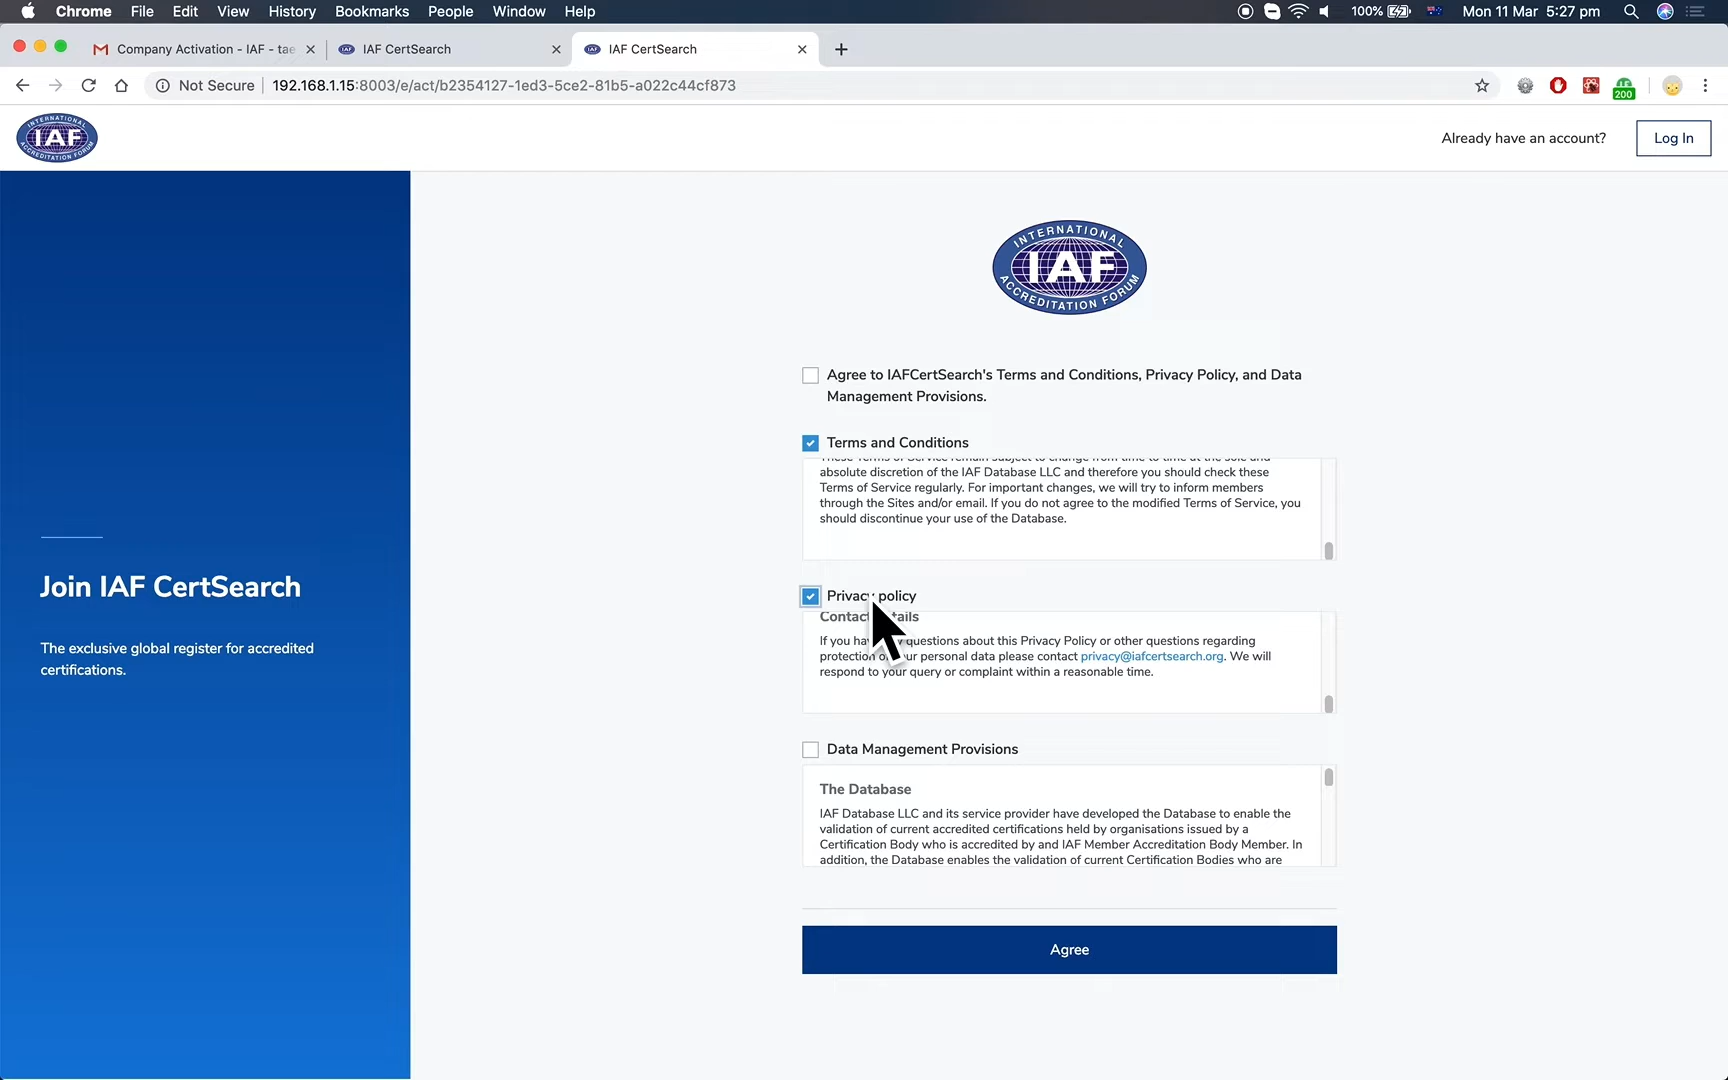 Chrome File Edit View History Bookmarks People Window Help 100% Mon 11 Mar 5:27 pm
Company Activation - IAF - tae IAF CertSearch IAF CertSearch
Not Secure 192.168.1.15:8003/e/act/b2354127-1ed3-5ce2-81b5-a022c44cf873 200
INTERNATIONAL
IAF
ACCREDITATION FORUM
Already have an account? Log In
INTERNATIONAL
IAF
ACCREDITATION FORUM
Agree to IAFCertSearch's Terms and Conditions, Privacy Policy, and Data
Management Provisions.
Terms and Conditions
These Terms of Service remain subject to change from time to time at the sole and
absolute discretion of the IAF Database LLC and therefore you should check these
Terms of Service regularly. For important changes, we will try to inform members
through the Sites and/or email. If you do not agree to the modified Terms of Service, you
should discontinue your use of the Database.
Join IAF CertSearch
The exclusive global register for accredited
certifications.
Privacy policy
Contact
If you questions about this Privacy Policy or other questions regarding
protection personal data please contact privacy@iafcertsearch.org. We will
respond to your query or complaint within a reasonable time.
Data Management Provisions
The Database
IAF Database LLC and its service provider have developed the Database to enable the
validation of current accredited certifications held by organisations issued by a
Certification Body who is accredited by and IAF Member Accreditation Body Member. In
addition, the Database enables the validation of current Certification Bodies who are
Agree